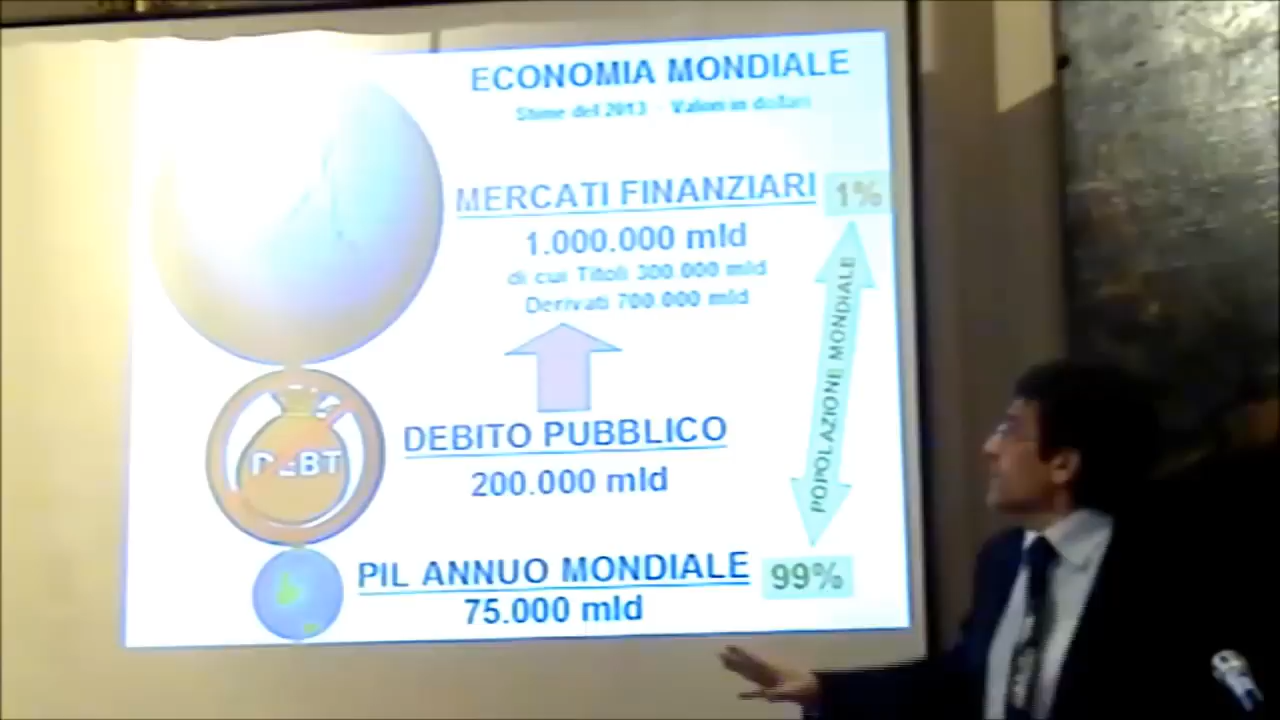 ECONOMIA MONDIALE
Stime del 2013 - Valori in dollari
MERCATI FINANZIARI 1%
1.000.000 mld
di cui Titoli 300.000 mld
Derivati 700.000 mld
POPOLAZIONE MONDIALE
DEBT
DEBITO PUBBLICO
200.000 mld
PIL ANNUO MONDIALE 99%
75.000 mld